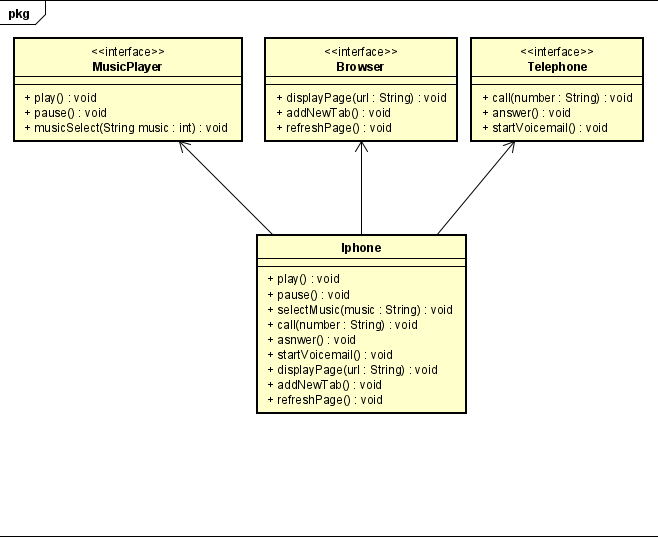 pkg
<<interface>>
MusicPlayer
+ play() : void
+ pause() : void
+ musicSelect(String music : int) : void
<<interface>>
Browser
+ displayPage(url : String) : void
+ addNewTab() : void
+ refreshPage() : void
<<interface>>
Telephone
+ call(number : String) : void
+ answer() : void
+ startVoicemail() : void
Iphone
+ play() : void
+ pause() : void
+ selectMusic(music : String) : void
+ call(number : String) : void
+ asnwer() : void
+ startVoicemail() : void
+ displayPage(url : String) : void
+ addNewTab() : void
+ refreshPage() : void